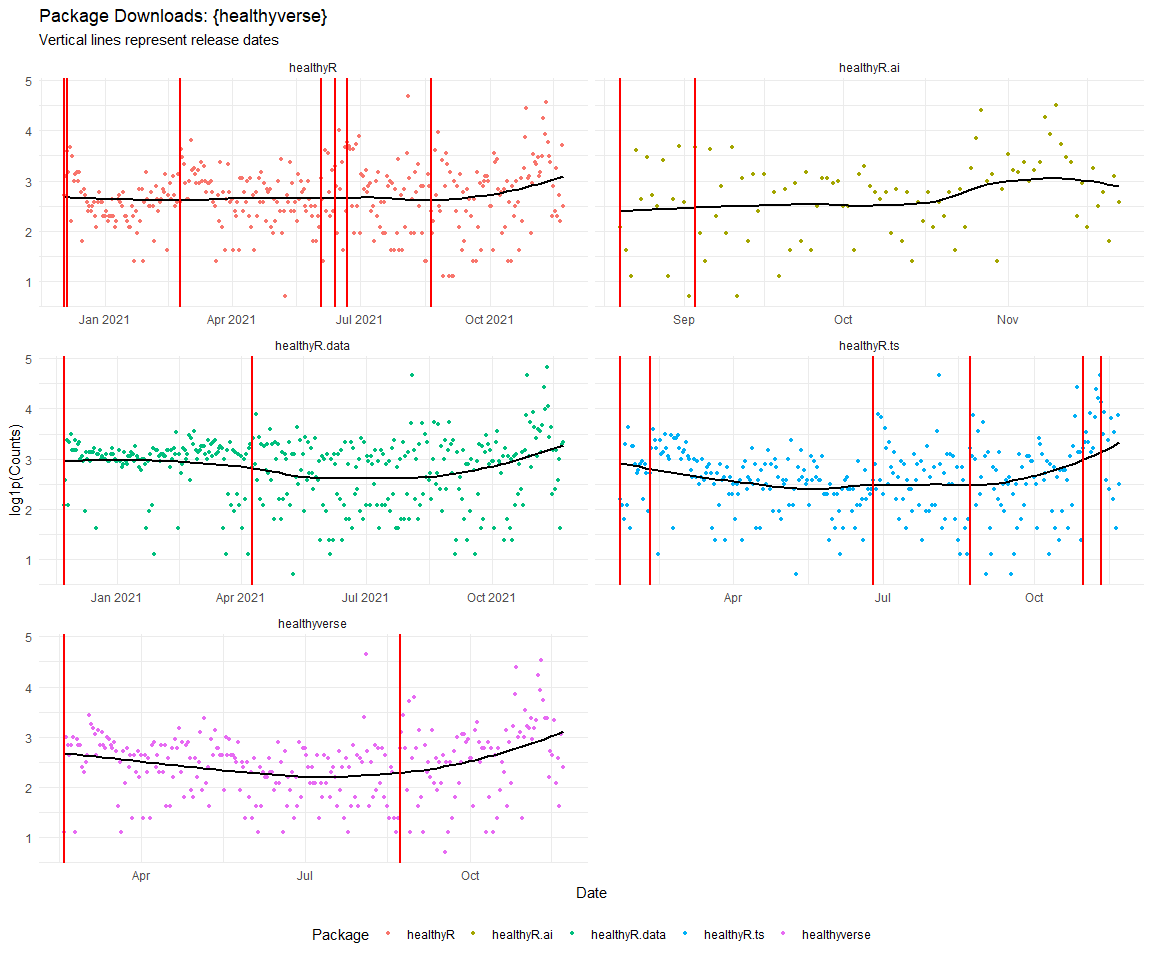 Package Downloads: {healthyverse}
Vertical lines represent release dates
healthyR
healthyR.ai
5
4
3
2
1
Jan 2021 Apr 2021 Jul 2021 Oct 2021
Sep Oct Nov
healthyR.data
healthyR.ts
5
4
3
2
1
log1p(Counts)
Jan 2021 Apr 2021 Jul 2021 Oct 2021
Apr Jul Oct
healthyverse
5
4
3
2
1
Apr Jul Oct
Date
Package healthyR healthyR.ai healthyR.data healthyR.ts healthyverse